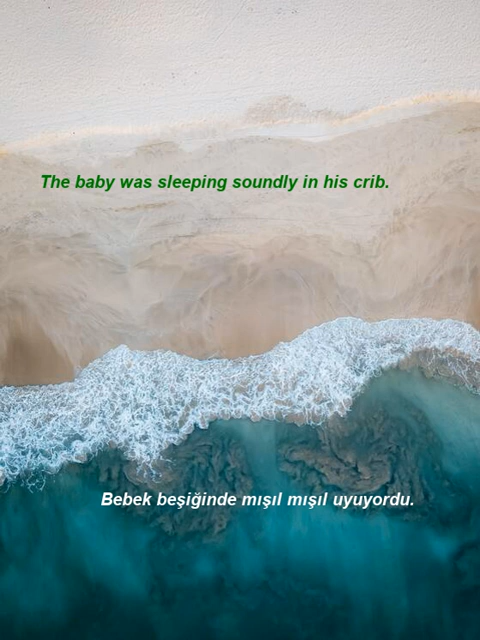 The baby was sleeping soundly in his crib.
Bebek beşiğinde mışıl mışıl uyuyordu.